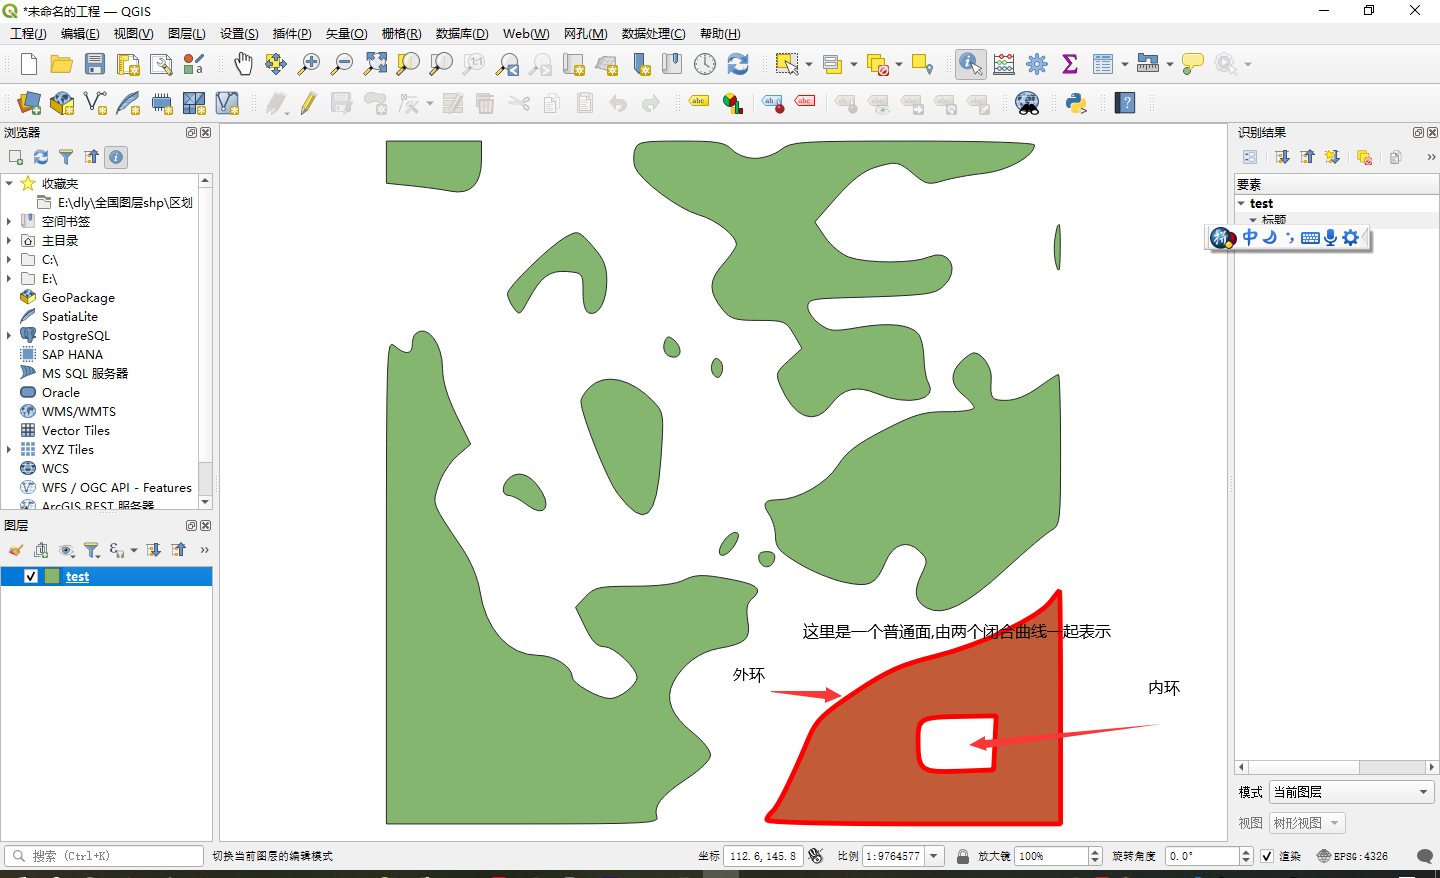 *未命名的工程 — QGIS
工程(J) 编辑(E) 视图(V) 图层(L) 设置(S) 插件(P) 矢量(O) 栅格(R) 数据库(D) Web(W) 网孔(M) 数据处理(C) 帮助(H)
浏览器
收藏夹
E:\dly\全国图层shp\区划
空间书签
主目录
C:\
E:\
GeoPackage
SpatiaLite
PostgreSQL
SAP HANA
MS SQL 服务器
Oracle
WMS/WMTS
Vector Tiles
XYZ Tiles
WCS
WFS / OGC API - Features
ArcGIS REST 服务器
图层
test
这里是一个普通面,由两个闭合曲线一起表示
外环
内环
识别结果
要素
test
标题
中
模式 当前图层
视图 树形视图
搜索 (Ctrl+K)
切换当前图层的编辑模式
坐标 112.6,145.8
比例 1:9764577
放大镜 100%
旋转角度 0.0°
渲染
EPSG:4326